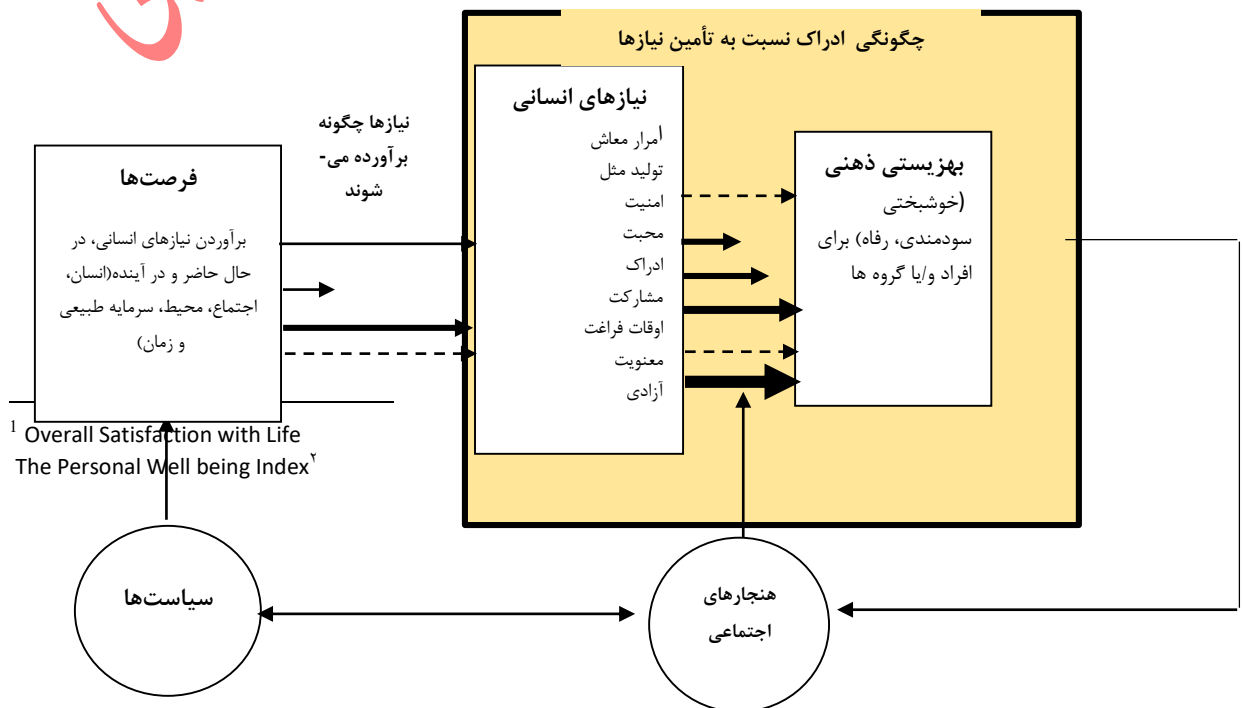 چگونگی ادراک نسبت به تأمین نیازها
نیازهای انسانی
امرار معاش
تولید مثل
امنیت
محبت
ادراک
مشارکت
اوقات فراغت
معنویت
آزادی
بهزیستی ذهنی
(خوشبختی
سودمندی، رفاه) برای
افراد و/یا گروه ها
نیازها چگونه
برآورده می-
شوند
فرصت‌ها
برآوردن نیازهای انسانی، در
حال حاضر و در آینده(انسان،
اجتماع، محیط، سرمایه طبیعی
و زمان)
1 Overall Satisfaction with Life
The Personal Well being Index۲
سیاست‌ها
هنجارهای
اجتماعی